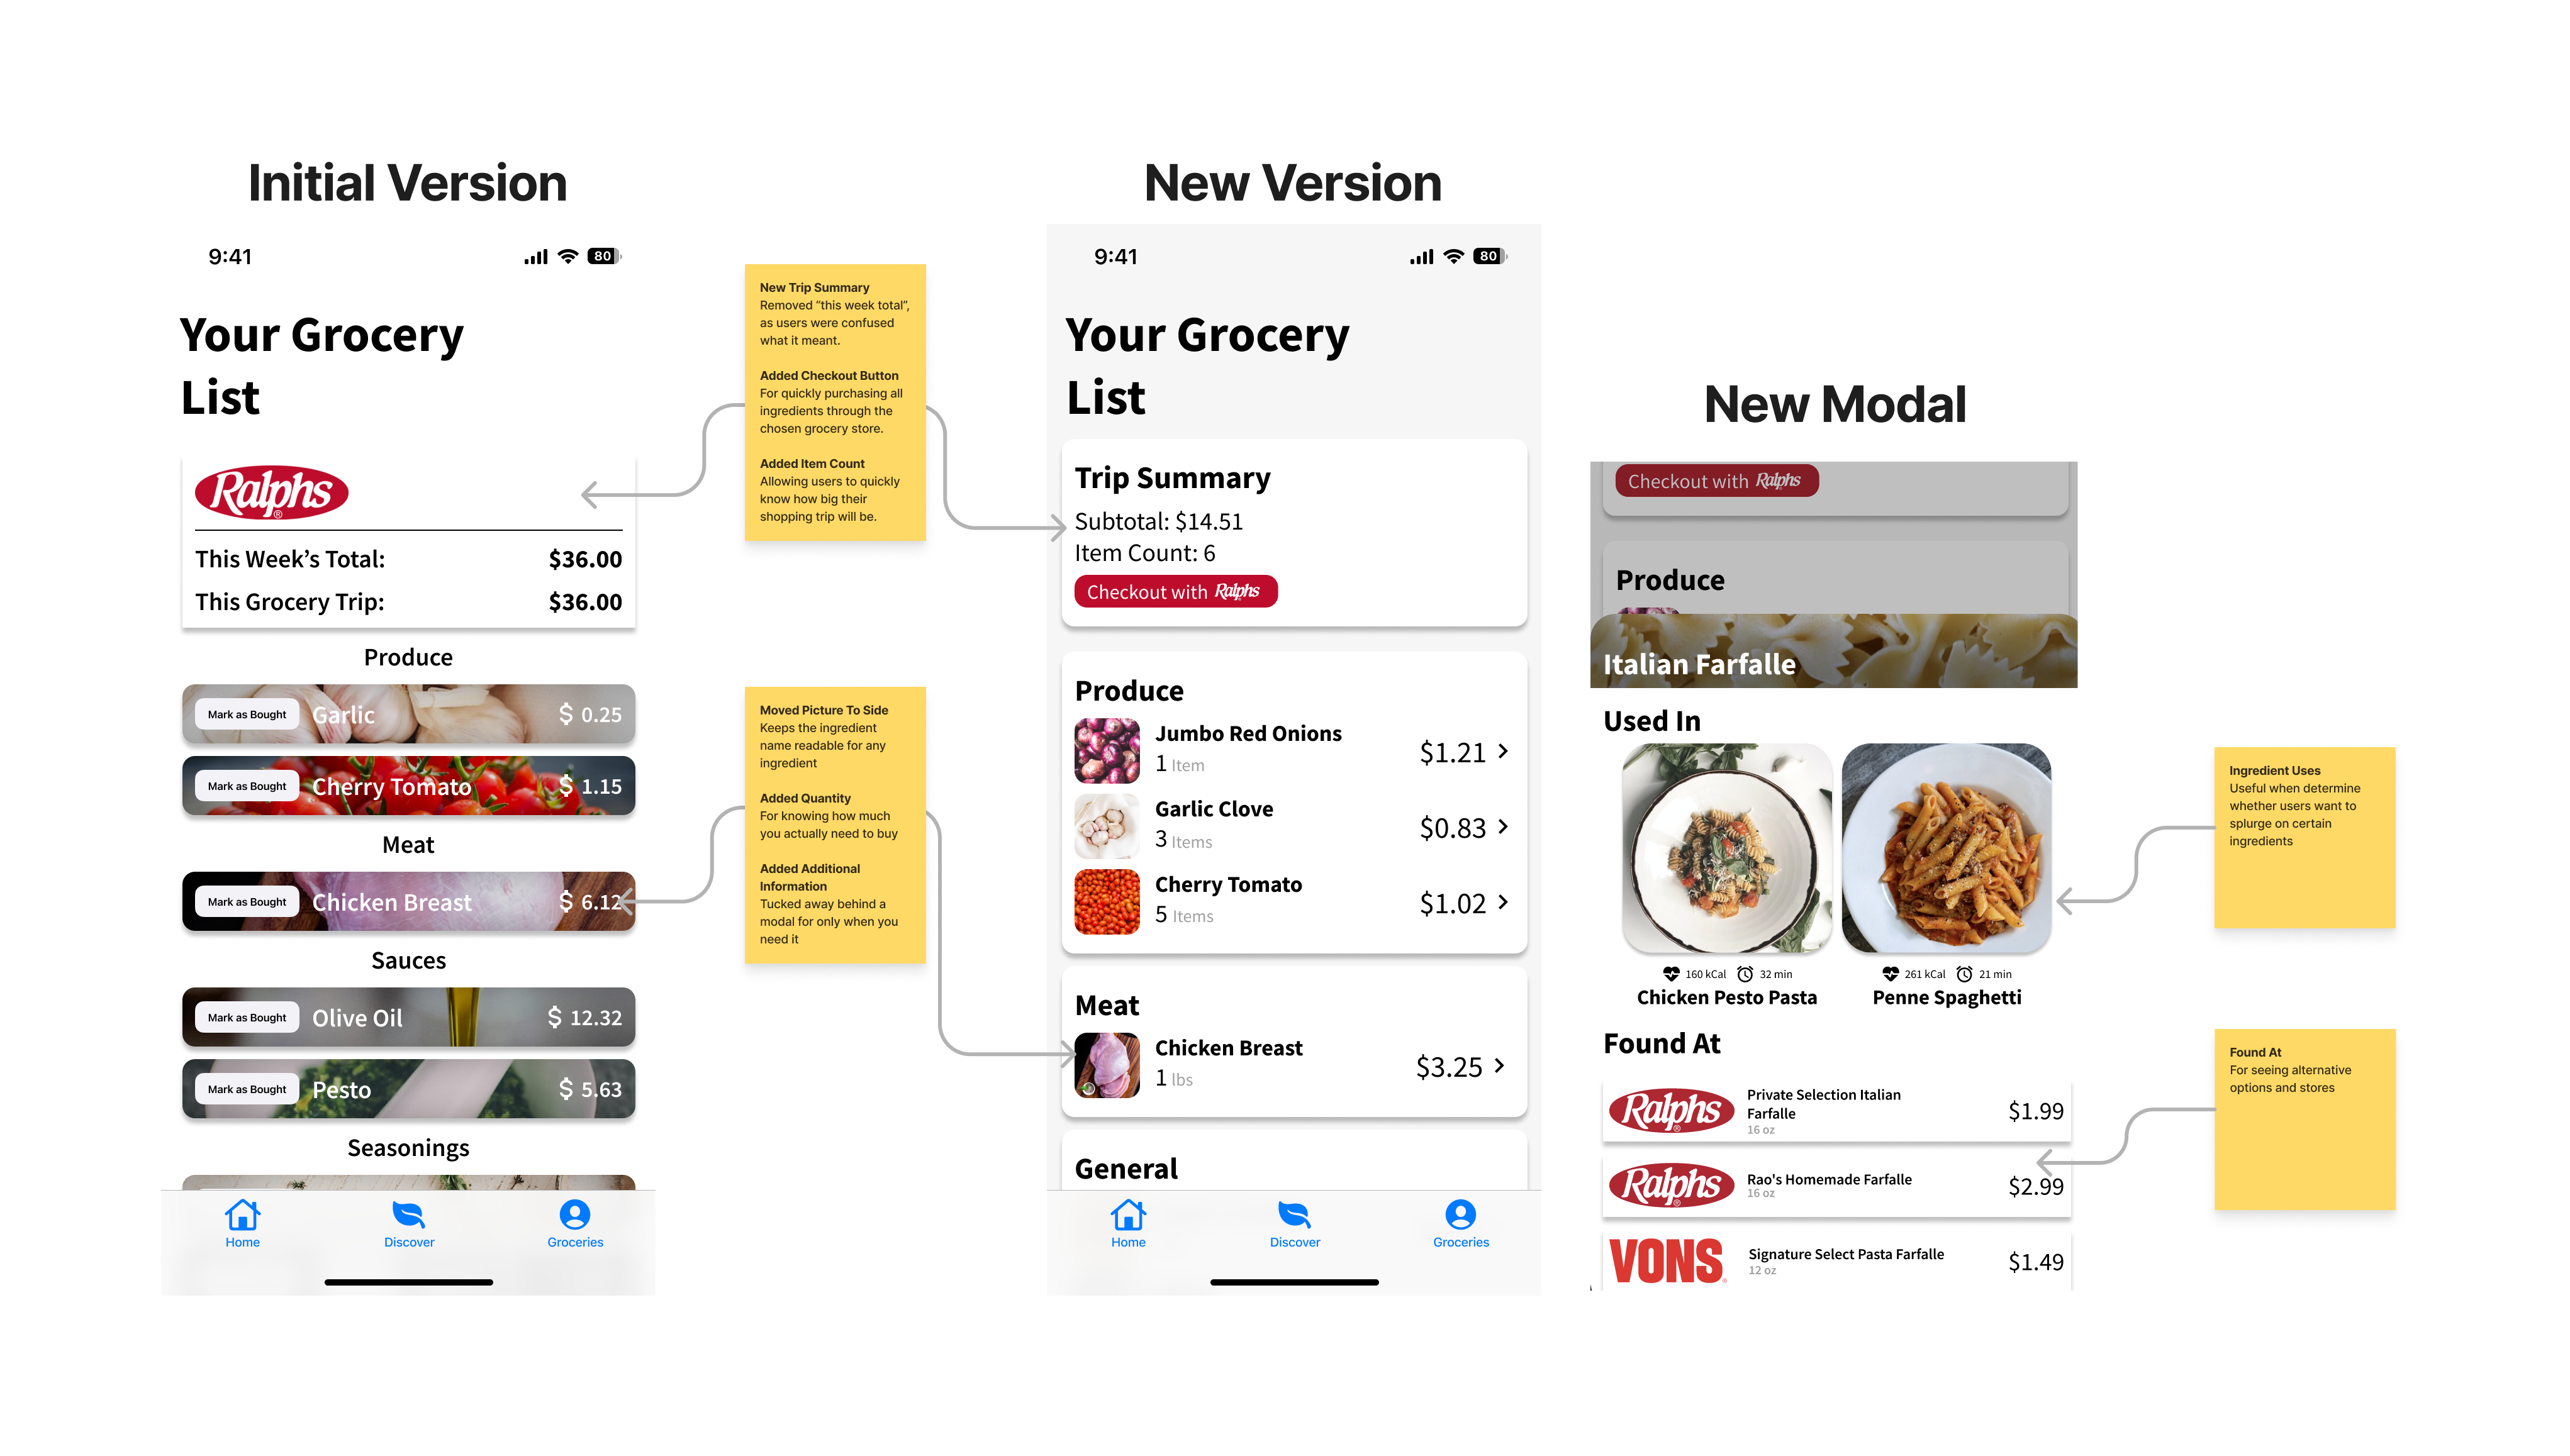 Initial Version
9:41
80
Your Grocery
List
Ralphs
®
This Week's Total: $36.00
This Grocery Trip: $36.00
Produce
Mark as Bought Garlic $ 0.25
Mark as Bought Cherry Tomato $ 1.15
Meat
Mark as Bought Chicken Breast $ 6.12
Sauces
Mark as Bought Olive Oil $ 12.32
Mark as Bought Pesto $ 5.63
Seasonings
Home Discover Groceries
New Trip Summary
Removed “this week total”,
as users were confused
what it meant.
Added Checkout Button
For quickly purchasing all
ingredients through the
chosen grocery store.
Added Item Count
Allowing users to quickly
know how big their
shopping trip will be.
Moved Picture To Side
Keeps the ingredient
name readable for any
ingredient
Added Quantity
For knowing how much
you actually need to buy
Added Additional
Information
Tucked away behind a
modal for only when you
need it
New Version
9:41
80
Your Grocery
List
Trip Summary
Subtotal: $14.51
Item Count: 6
Checkout with Ralphs
Produce
Jumbo Red Onions
1 Item
$1.21
Garlic Clove
3 Items
$0.83
Cherry Tomato
5 Items
$1.02
Meat
Chicken Breast
1 lbs
$3.25
General
Home Discover Groceries
New Modal
Checkout with Ralphs
Produce
Italian Farfalle
Used In
160 kCal 32 min
Chicken Pesto Pasta
261 kCal 21 min
Penne Spaghetti
Found At
Ralphs
®
Private Selection Italian
Farfalle
16 oz
$1.99
Ralphs
®
Rao's Homemade Farfalle
16 oz
$2.99
VONS
Signature Select Pasta Farfalle
12 oz
$1.49
Ingredient Uses
Useful when determine
whether users want to
splurge on certain
ingredients
Found At
For seeing alternative
options and stores